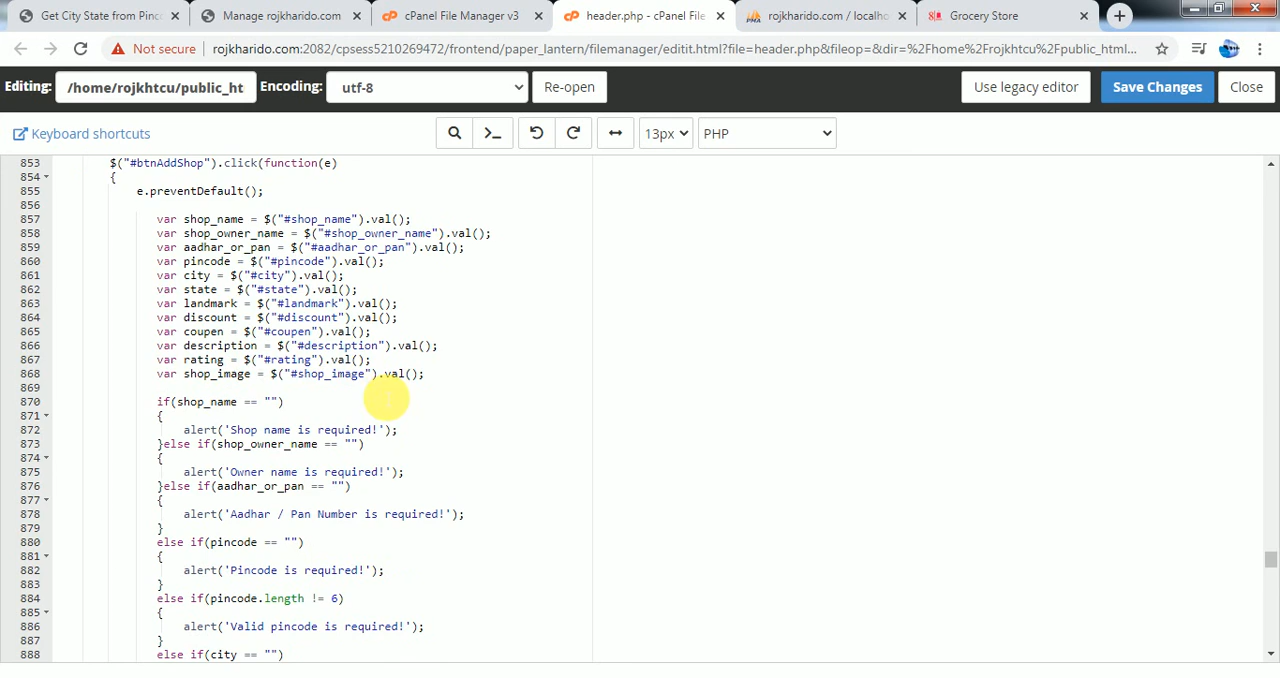 Get City State from Pinco
Manage rojkharido.com
cPanel File Manager v3
header.php - cPanel File
rojkharido.com / localho
Grocery Store
Not secure
rojkharido.com:2082/cpsess5210269472/frontend/paper_lantern/filemanager/editit.html?file=header.php&fileop=&dir=%2Fhome%2Frojkhtcu%2Fpublic_html...
Editing: /home/rojkhtcu/public_ht Encoding: utf-8 Re-open Use legacy editor Save Changes Close
Keyboard shortcuts 13px PHP
853 $("#btnAddShop").click(function(e)
854 {
855 e.preventDefault();
856
857 var shop_name = $("#shop_name").val();
858 var shop_owner_name = $("#shop_owner_name").val();
859 var aadhar_or_pan = $("#aadhar_or_pan").val();
860 var pincode = $("#pincode").val();
861 var city = $("#city").val();
862 var state = $("#state").val();
863 var landmark = $("#landmark").val();
864 var discount = $("#discount").val();
865 var coupen = $("#coupen").val();
866 var description = $("#description").val();
867 var rating = $("#rating").val();
868 var shop_image = $("#shop_image").val();
869
870 if(shop_name == "")
871 {
872 alert('Shop name is required!');
873 }else if(shop_owner_name == "")
874 {
875 alert('Owner name is required!');
876 }else if(aadhar_or_pan == "")
877 {
878 alert('Aadhar / Pan Number is required!');
879 }
880 else if(pincode == "")
881 {
882 alert('Pincode is required!');
883 }
884 else if(pincode.length != 6)
885 {
886 alert('Valid pincode is required!');
887 }
888 else if(city == "")